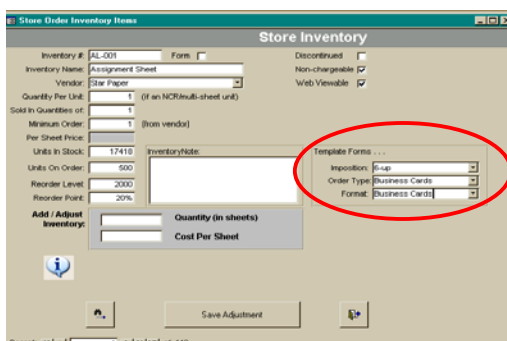 Store Order Inventory Items
Store Inventory
Inventory #: AL-001 Form Discontinued
Inventory Name: Assignment Sheet Non-chargeable
Vendor: Star Paper Web Viewable
Quantity Per Unit: 1 (if an NCR/multi-sheet unit)
Sold in Quantities of: 1
Minimum Order: 1 (from vendor)
Per Sheet Price:
Units In Stock: 17418 InventoryNote: Template Forms . . .
Units On Order: 500 Imposition: 6-up
Order Type: Business Cards
Reorder Level: 2000 Format: Business Cards
Reorder Point: 20%
Add / Adjust Inventory: Quantity (in sheets)
Cost Per Sheet
Save Adjustment